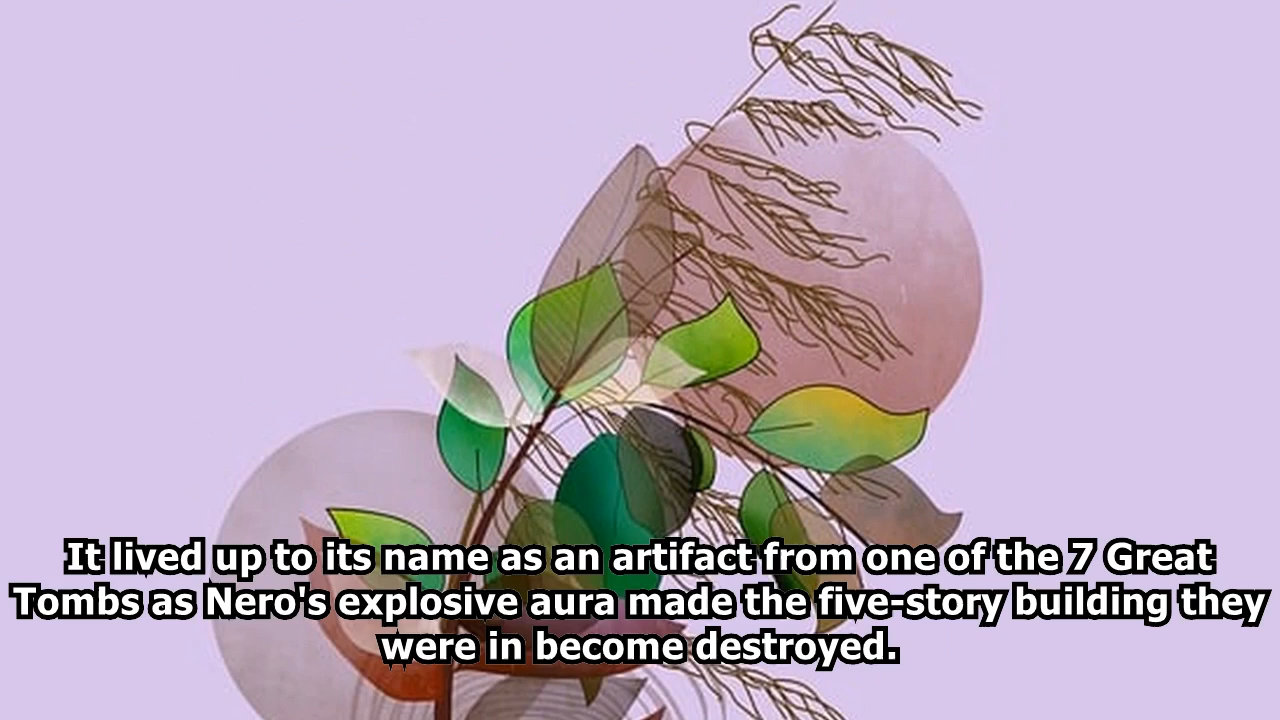 It lived up to its name as an artifact from one of the 7 Great
Tombs as Nero's explosive aura made the five-story building they
were in become destroyed.